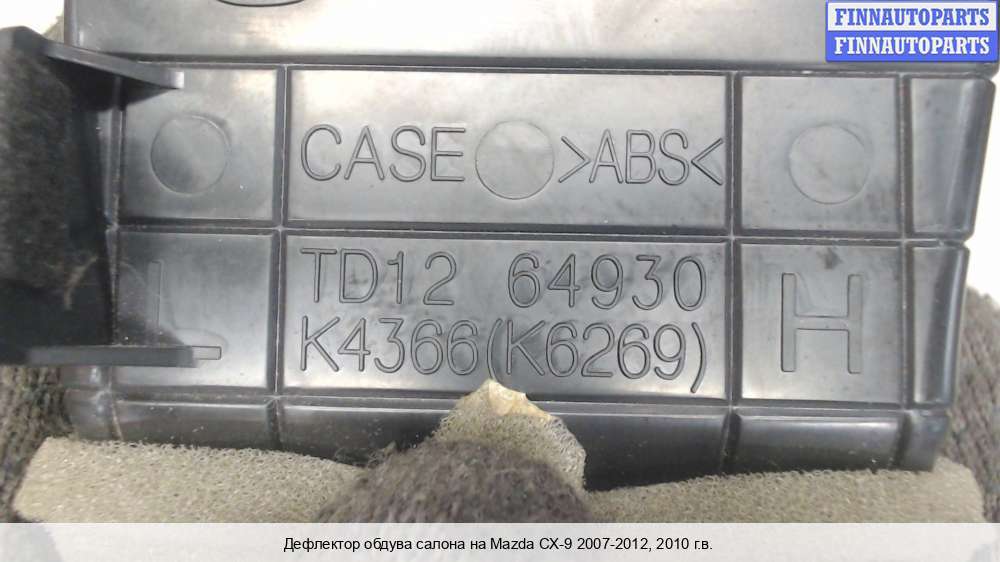 FINNAUTOPARTS
FINNAUTOPARTS
CASE >ABS<
TD12 64930
L K4366(K6269) H
Дефлектор обдува салона на Mazda CX-9 2007-2012, 2010 г.в.